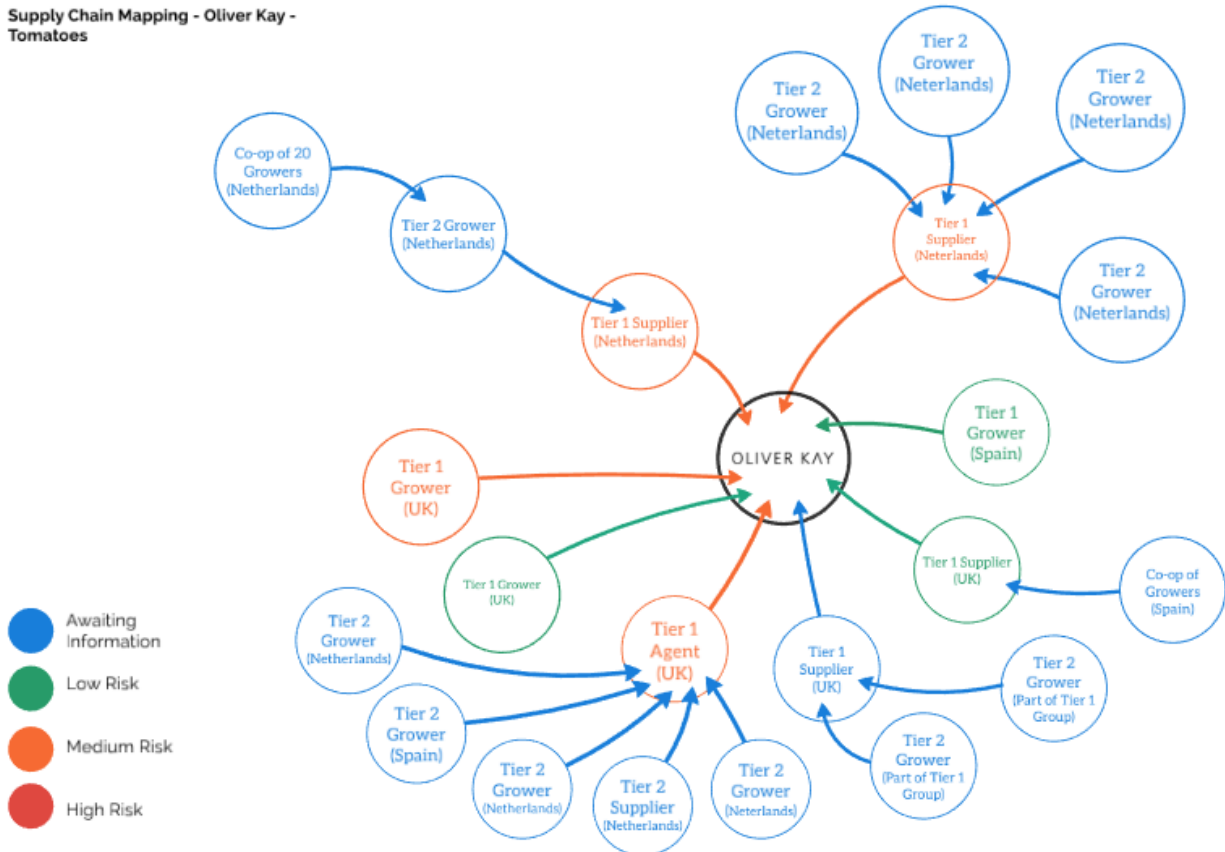 Supply Chain Mapping - Oliver Kay -
Tomatoes
Tier 2
Grower
(Neterlands)
Tier 2
Grower
(Neterlands)
Tier 2
Grower
(Neterlands)
Co-op of 20
Growers
(Netherlands)
Tier 2 Grower
(Netherlands)
Tier 1
Supplier
(Neterlands)
Tier 2
Grower
(Neterlands)
Tier 1 Supplier
(Netherlands)
Tier 1
Grower
(Spain)
OLIVER KAY
Tier 1
Grower
(UK)
Tier 1 Grower
(UK)
Tier 1 Supplier
(UK)
Co-op of
Growers
(Spain)
Tier 2
Grower
(Netherlands)
Tier 1
Agent
(UK)
Tier 1
Supplier
(UK)
Tier 2
Grower
(Part of Tier 1
Group)
Tier 2
Grower
(Spain)
Tier 2
Grower
(Netherlands)
Tier 2
Supplier
(Netherlands)
Tier 2
Grower
(Neterlands)
Tier 2
Grower
(Part of Tier 1
Group)
Awaiting
Information
Low Risk
Medium Risk
High Risk